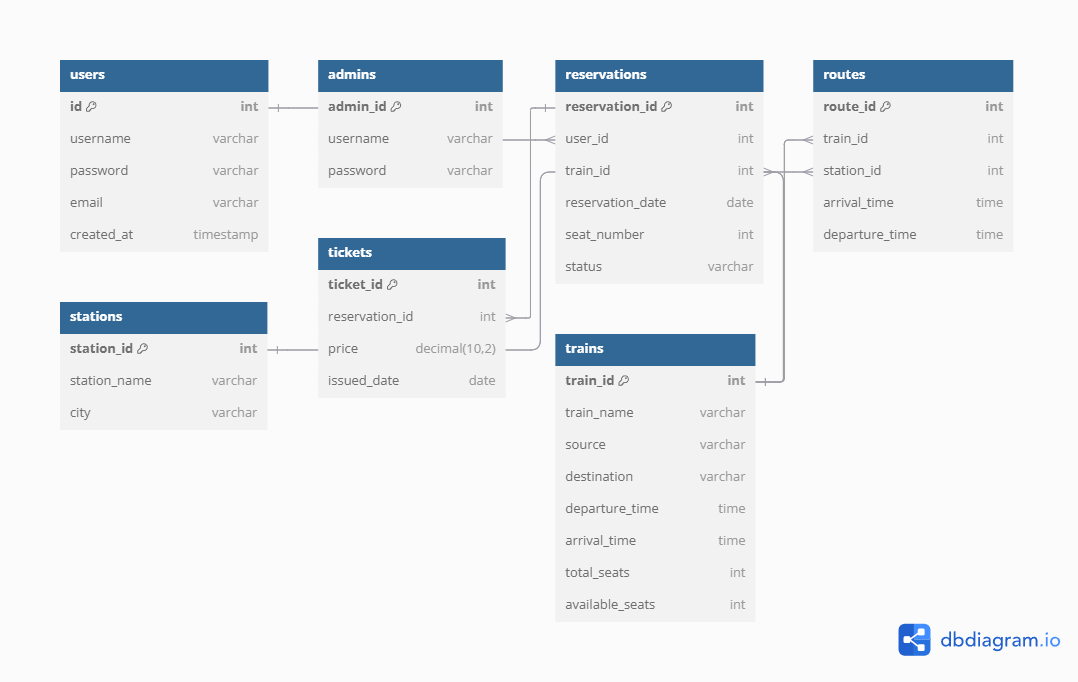 users
id int
username varchar
password varchar
email varchar
created_at timestamp
admins
admin_id int
username varchar
password varchar
reservations
reservation_id int
user_id int
train_id int
reservation_date date
seat_number int
status varchar
routes
route_id int
train_id int
station_id int
arrival_time time
departure_time time
tickets
ticket_id int
reservation_id int
price decimal(10,2)
issued_date date
stations
station_id int
station_name varchar
city varchar
trains
train_id int
train_name varchar
source varchar
destination varchar
departure_time time
arrival_time time
total_seats int
available_seats int
dbdiagram.io